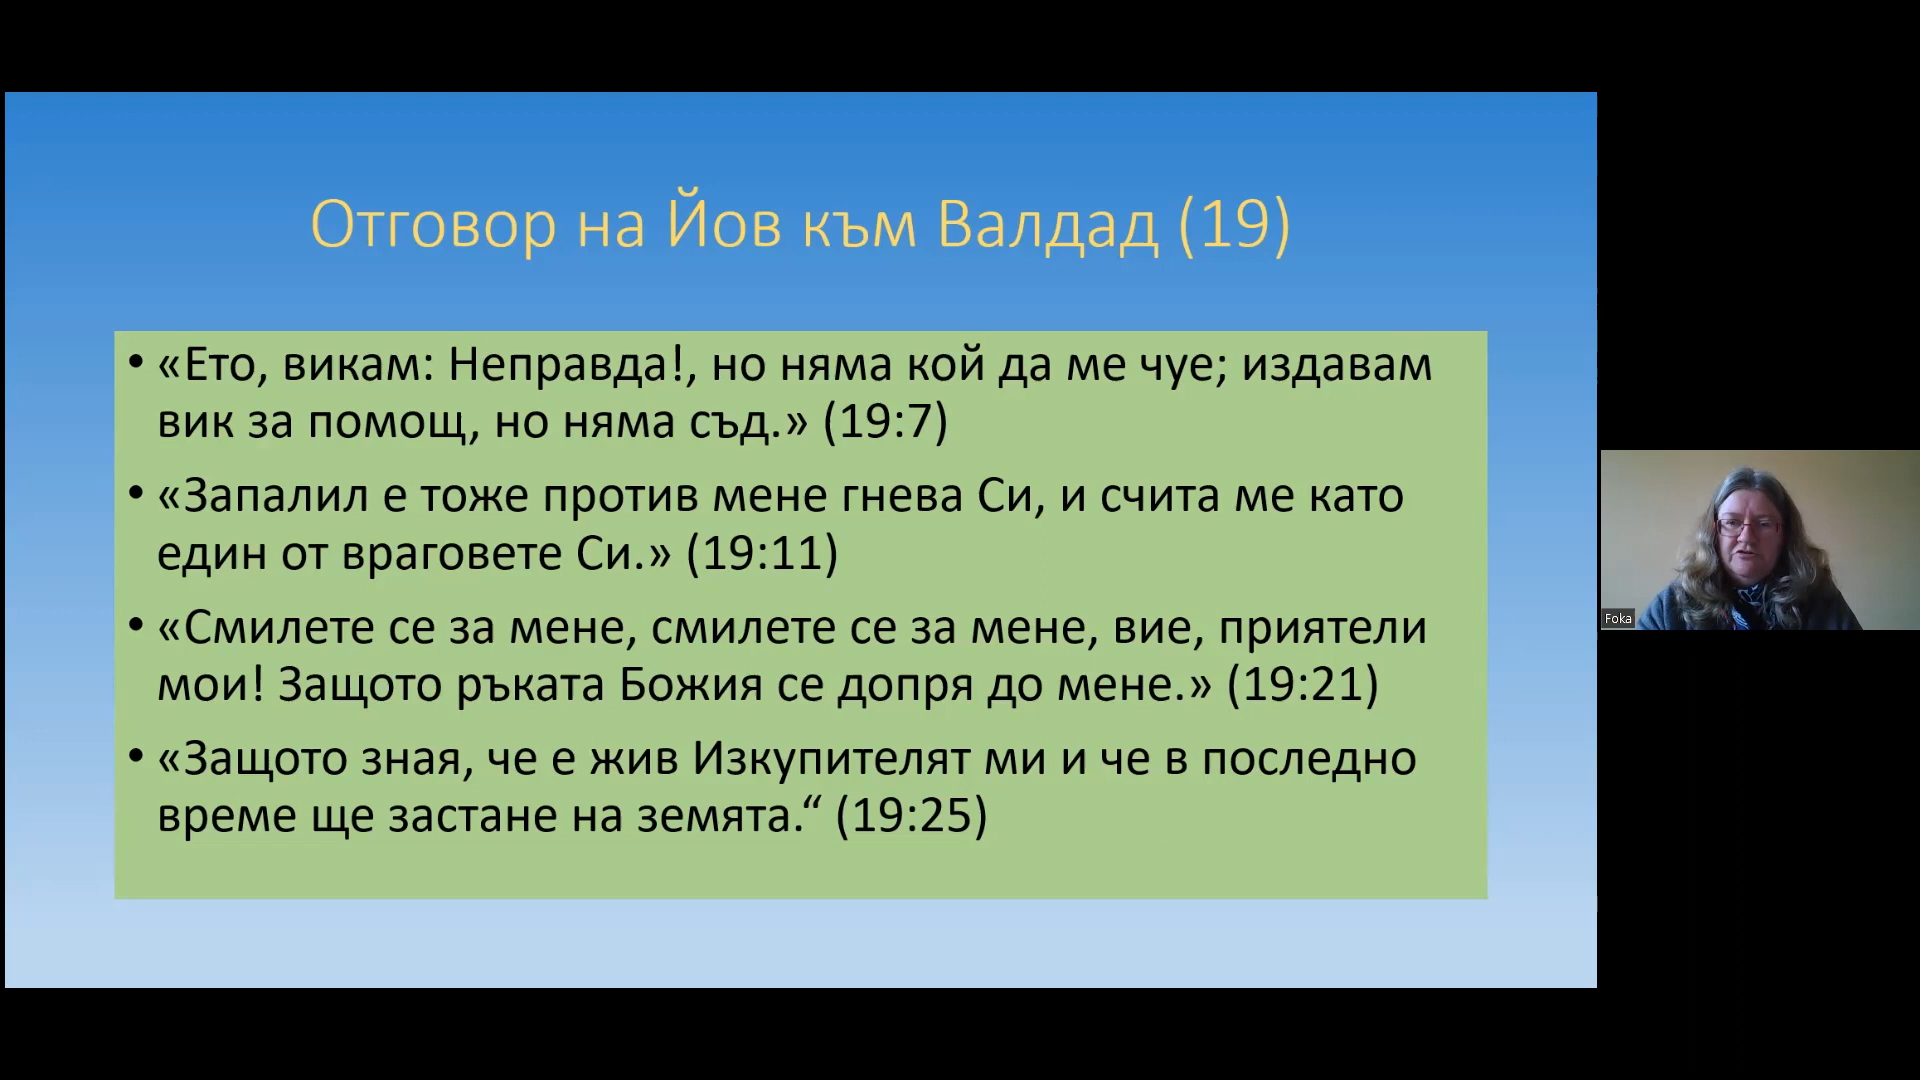 Отговор на Йов към Валдад (19)
• «Ето, викам: Неправда!, но няма кой да ме чуе; издавам
вик за помощ, но няма съд.» (19:7)
• «Запалил е тоже против мене гнева Си, и счита ме като
един от враговете Си.» (19:11)
• «Смилете се за мене, смилете се за мене, вие, приятели
мои! Защото ръката Божия се допря до мене.» (19:21)
• «Защото зная, че е жив Изкупителят ми и че в последно
време ще застане на земята.“ (19:25)
Foka